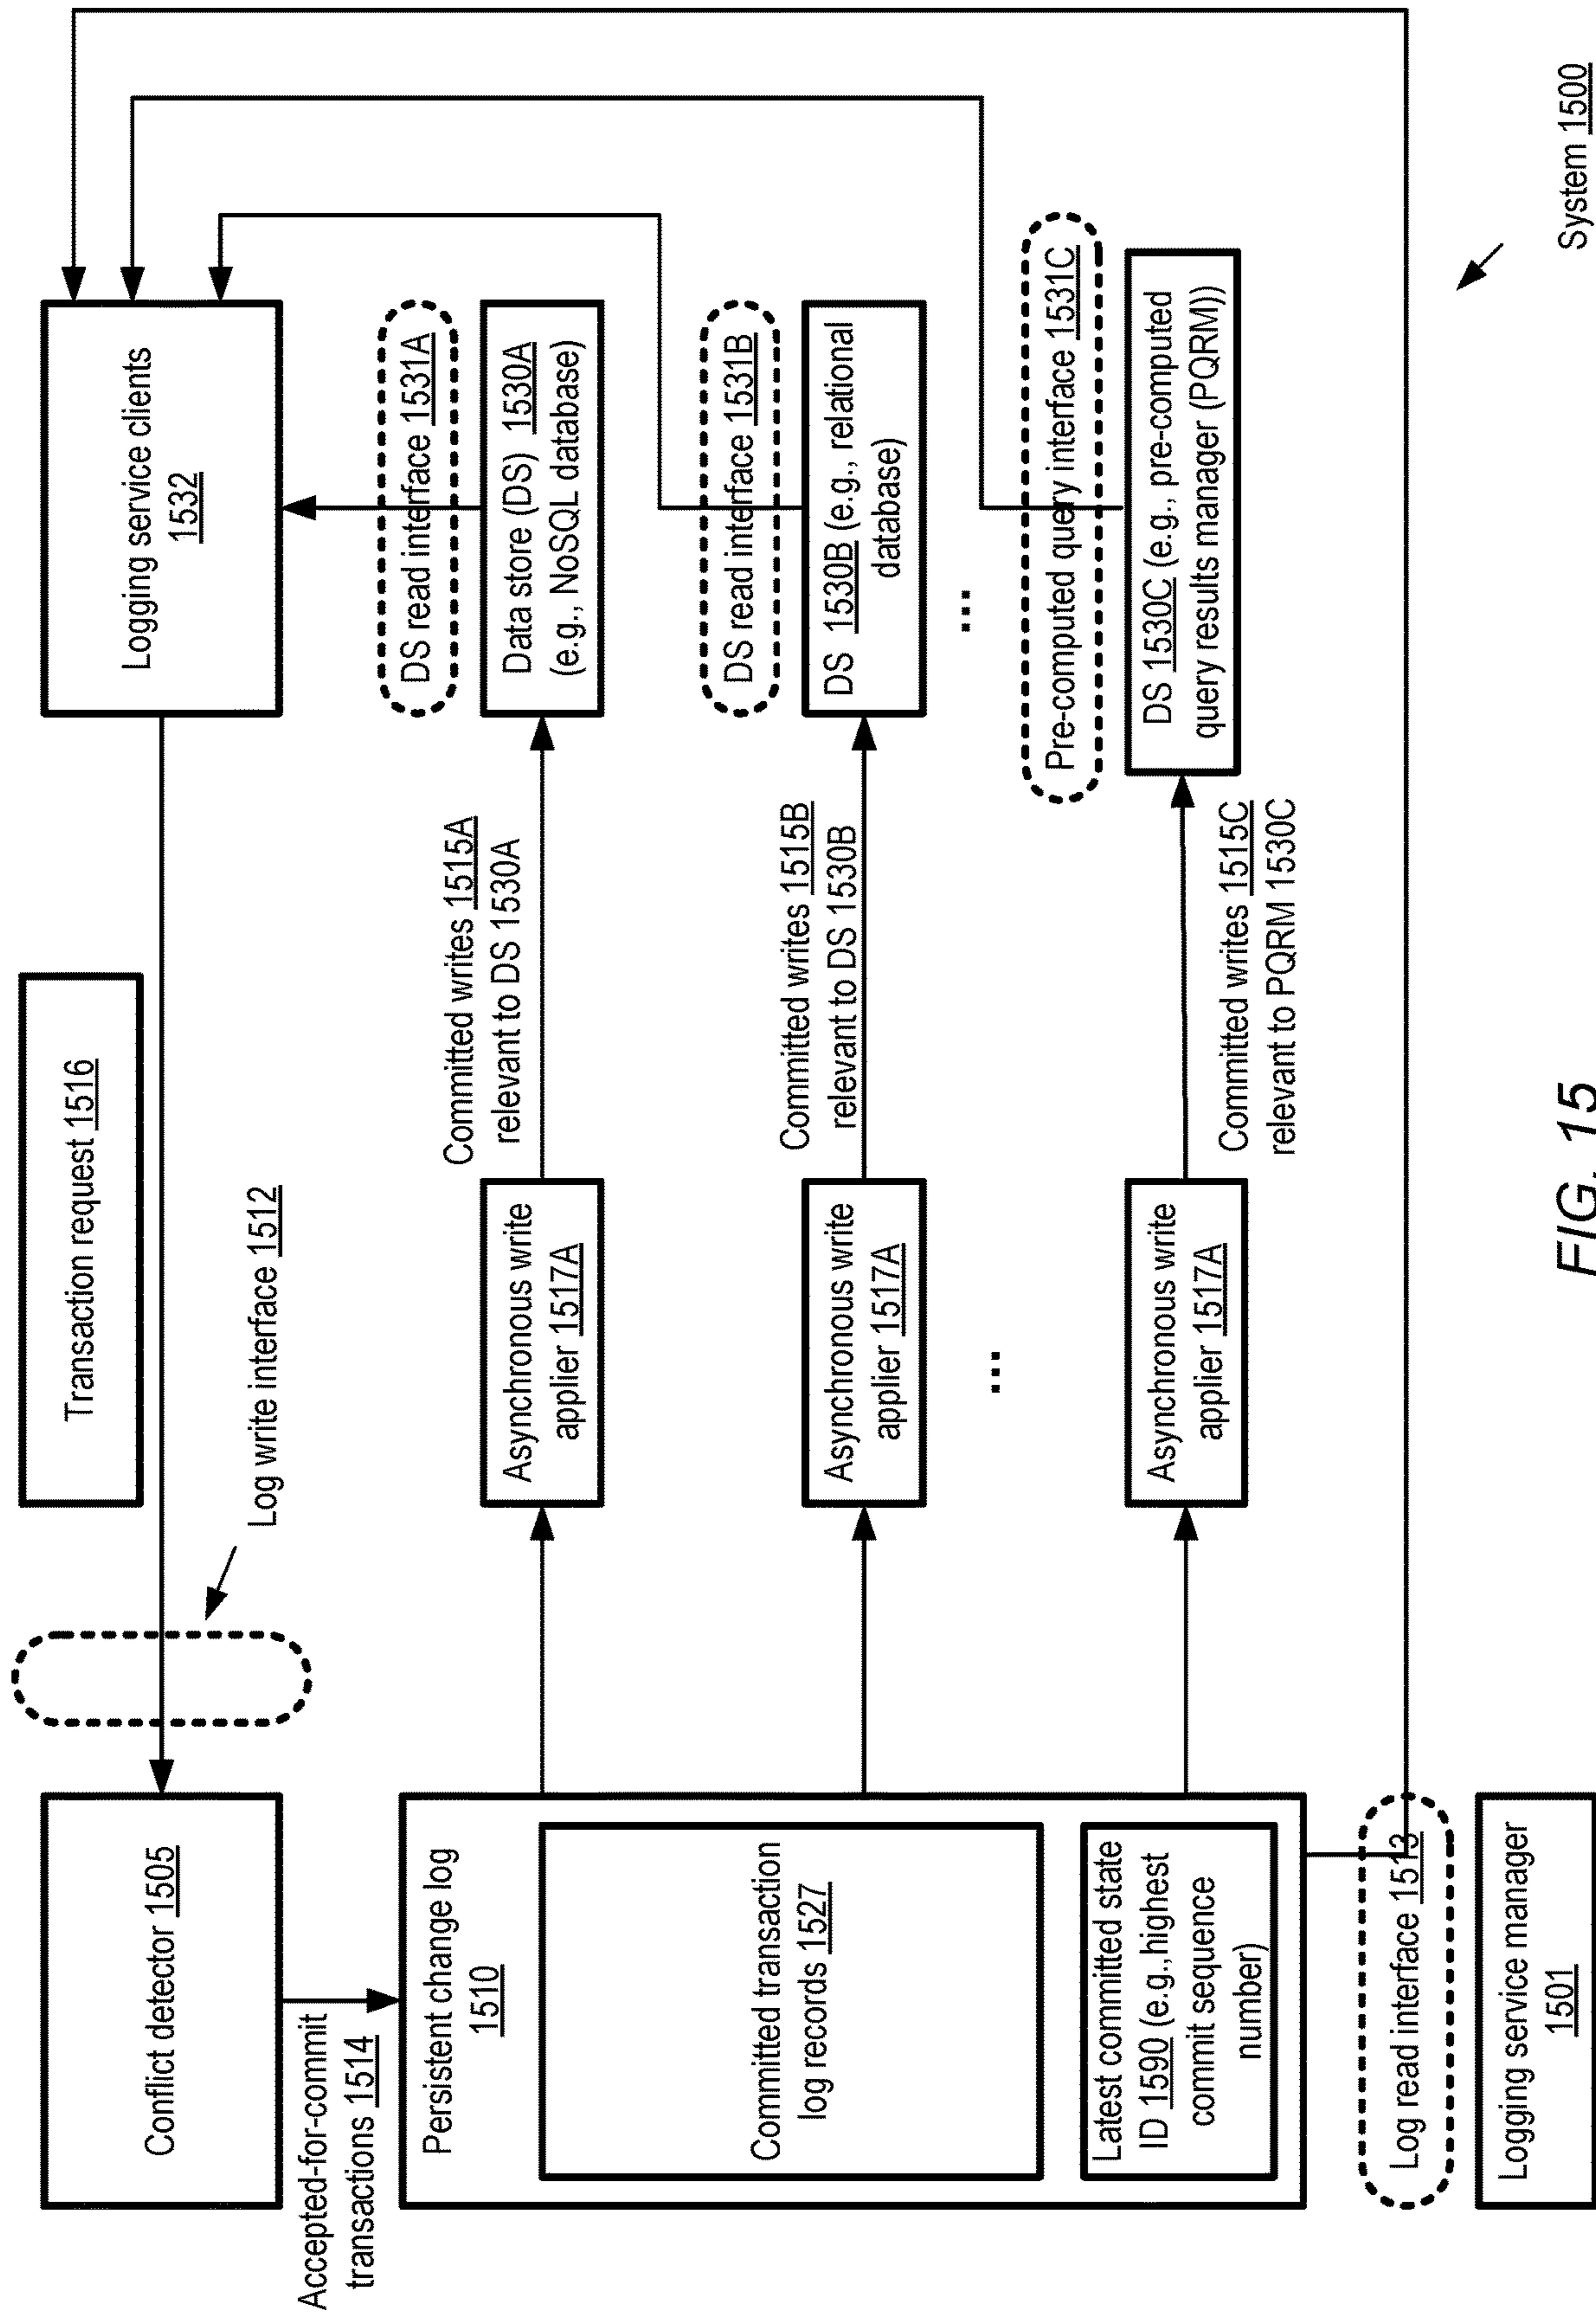 Transaction request 1516
Conflict detector 1505
Logging service clients
1532
Log write interface 1512
Accepted-for-commit
transactions 1514
Persistent change log
1510
Committed transaction
log records 1527
Latest committed state
ID 1590 (e.g.,highest
commit sequence
number)
Asynchronous write
applier 1517A
Committed writes 1515A
relevant to DS 1530A
DS read interface 1531A
Data store (DS) 1530A
(e.g., NoSQL database)
Asynchronous write
applier 1517A
Committed writes 1515B
relevant to DS 1530B
DS read interface 1531B
DS 1530B (e.g., relational
database)
...
...
Asynchronous write
applier 1517A
Committed writes 1515C
relevant to PQRM 1530C
Pre-computed query interface 1531C
DS 1530C (e.g., pre-computed
query results manager (PQRM))
Log read interface 1513
Logging service manager
1501
System 1500
FIG. 15